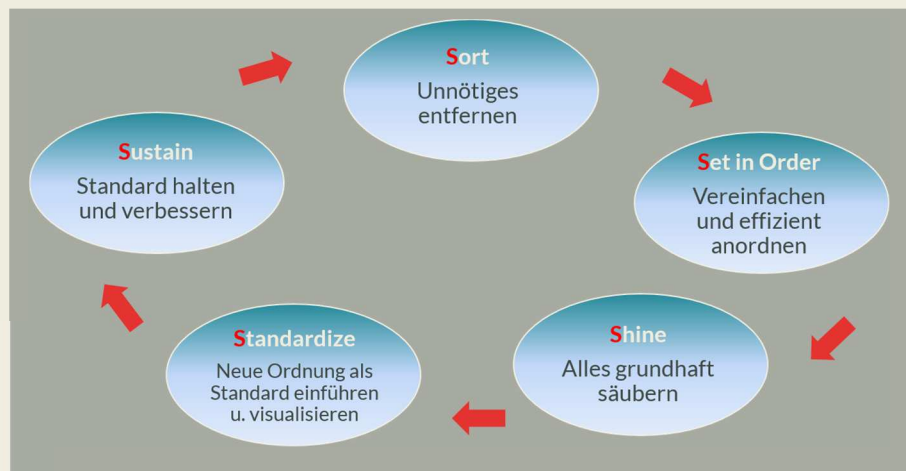 Sort
Unnötiges
entfernen
Set in Order
Vereinfachen
und effizient
anordnen
Shine
Alles grundhaft
säubern
Standardize
Neue Ordnung als
Standard einführen
u. visualisieren
Sustain
Standard halten
und verbessern